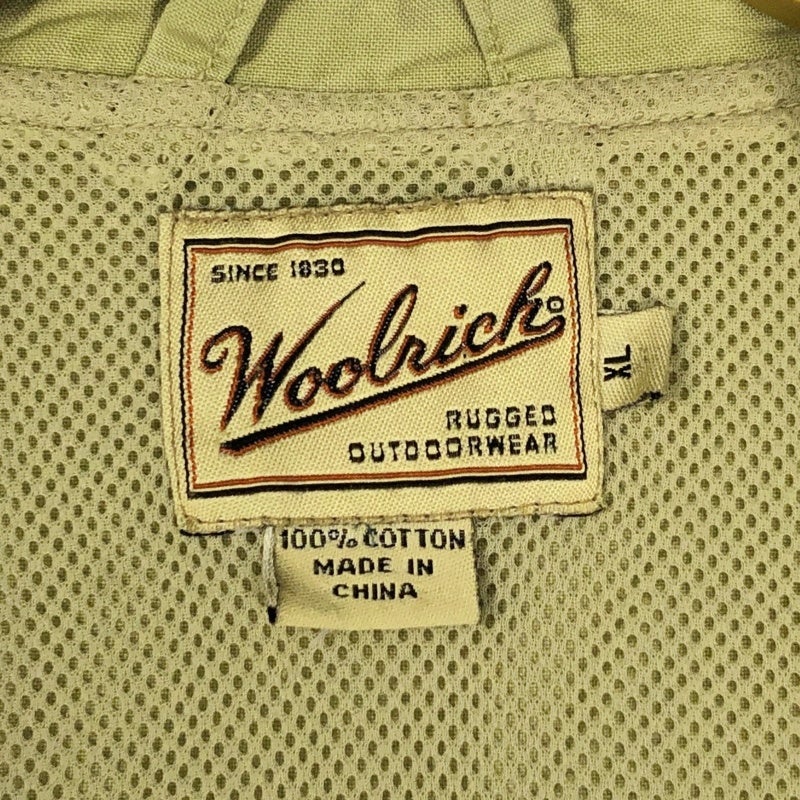 SINCE 1830
Woolrich®
RUGGED
OUTDOORWEAR
XL
100% COTTON
MADE IN
CHINA